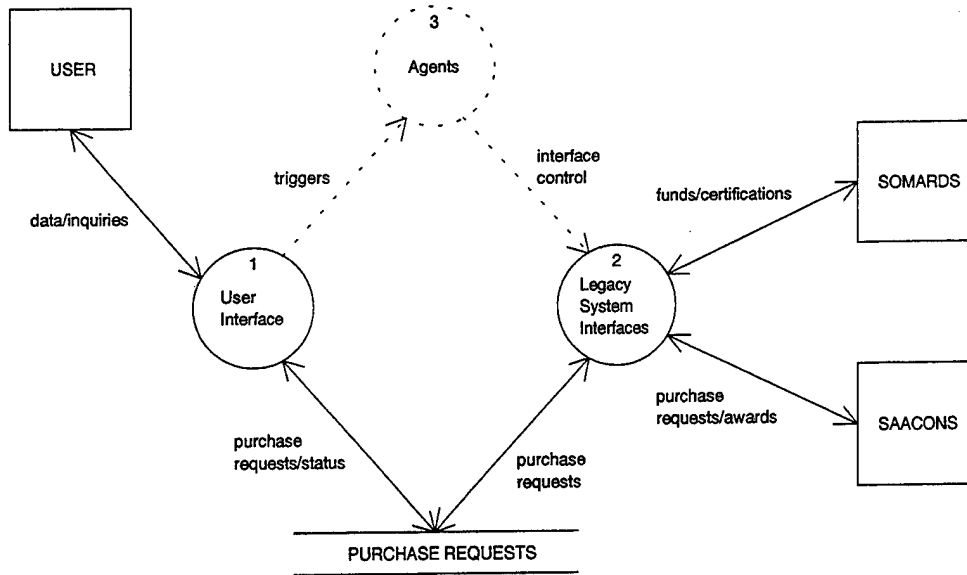 3
Agents
USER
triggers
interface
control
SOMARDS
funds/certifications
data/inquiries
1
User
Interface
2
Legacy
System
Interfaces
purchase
requests/awards
SAACONS
purchase
requests/status
purchase
requests
PURCHASE REQUESTS